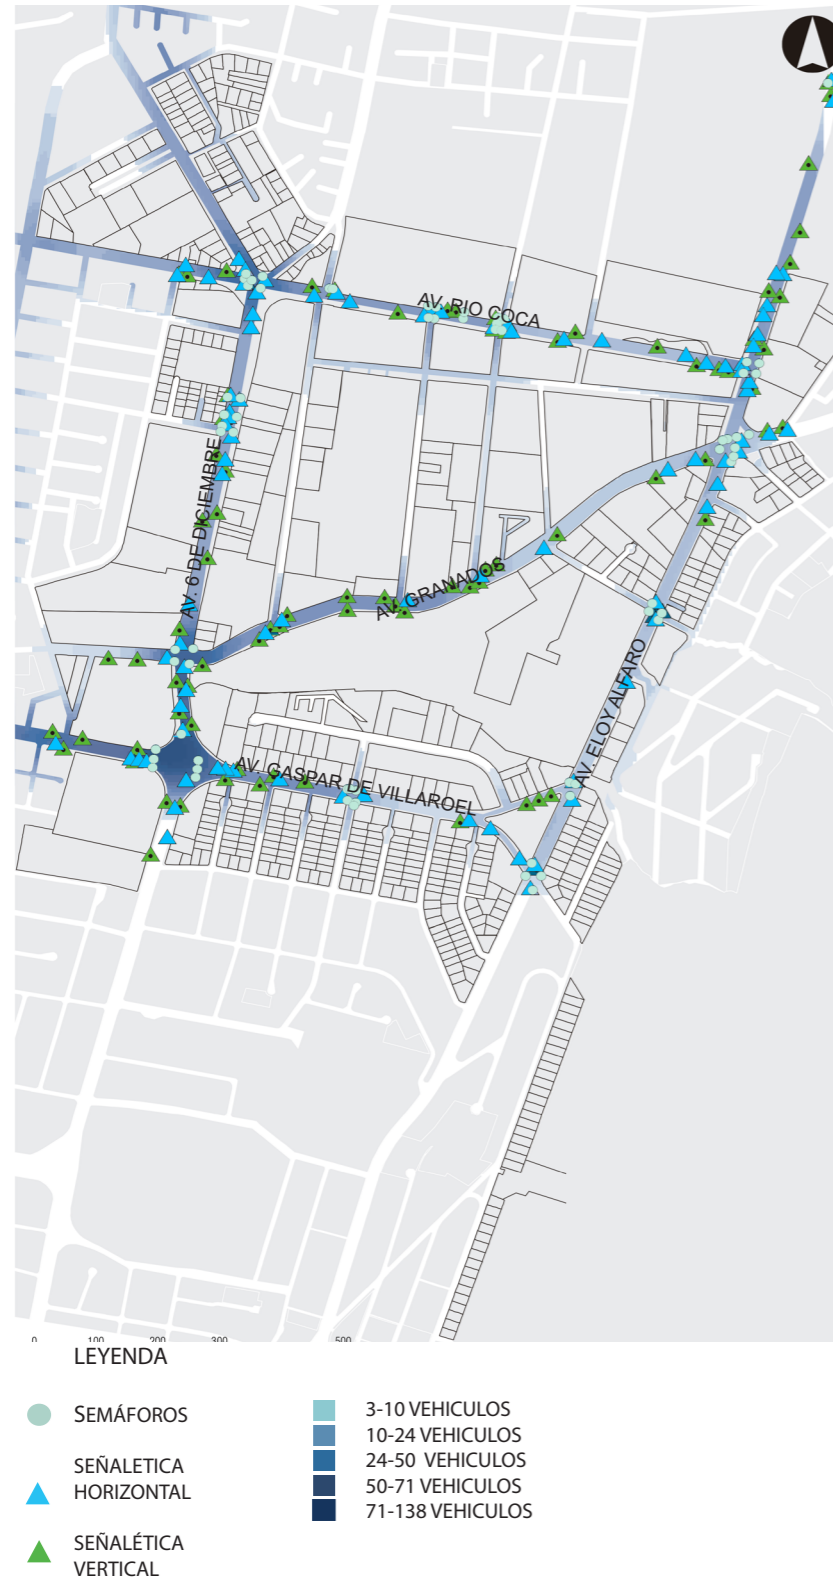 AV. RIO COCA
AV. 6 DE DICIEMBRE
AV. GRANADOS
AV. ELOY ALFARO
AV. GASPAR DE VILLAROEL
0 100 200 300 500
LEYENDA
SEMÁFOROS
SEÑALETICA
HORIZONTAL
SEÑALÉTICA
VERTICAL
3-10 VEHICULOS
10-24 VEHICULOS
24-50 VEHICULOS
50-71 VEHICULOS
71-138 VEHICULOS